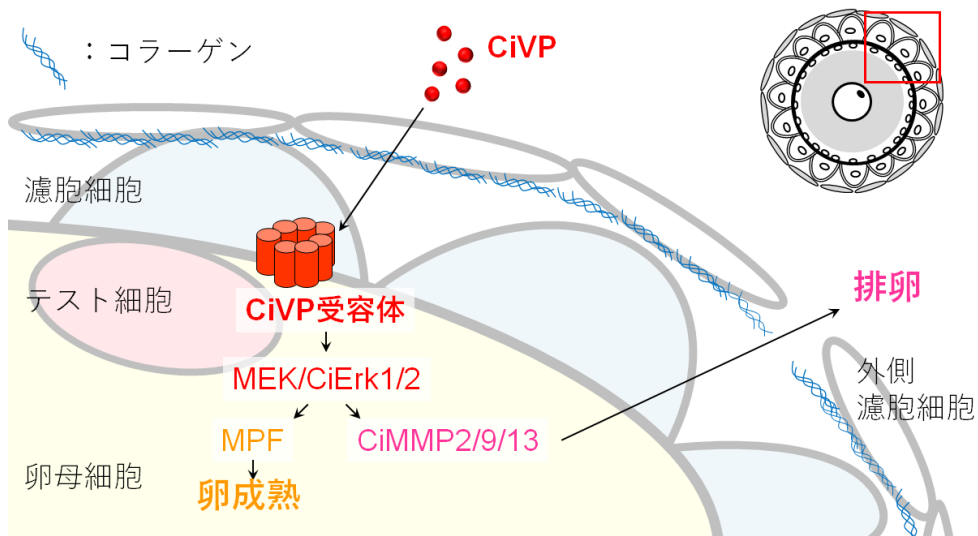 ：コラーゲン
CiVP
濾胞細胞
テスト細胞
CiVP受容体
排卵
MEK/CiErk1/2
外側
濾胞細胞
MPF
CiMMP2/9/13
卵母細胞
卵成熟